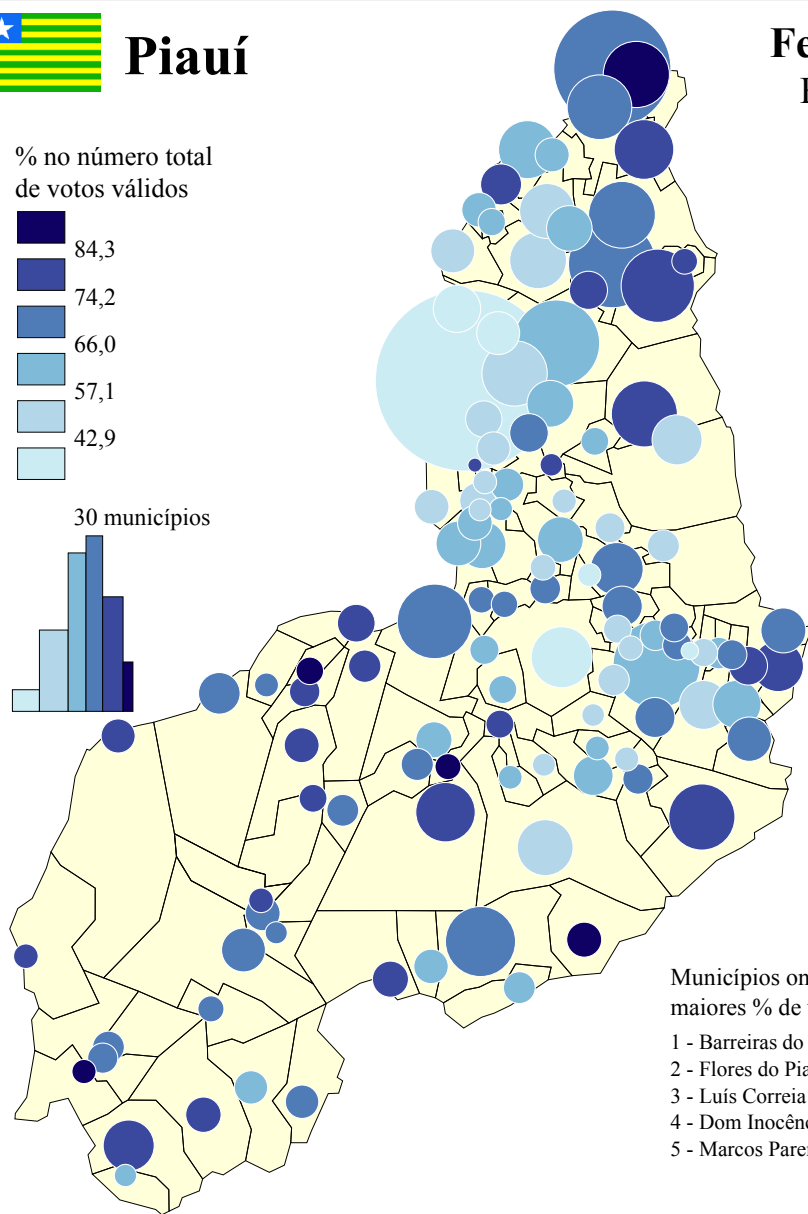 Piauí
Fe
% no número total
de votos válidos
84,3
74,2
66,0
57,1
42,9
30 municípios
Municípios on
maiores % de
1 - Barreiras do
2 - Flores do Pia
3 - Luís Correia
4 - Dom Inocênc
5 - Marcos Paren